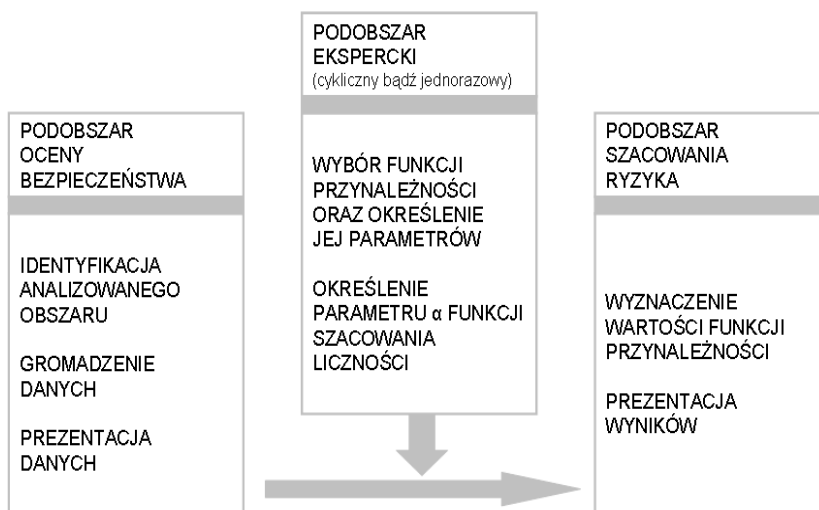 PODOBSZAR
OCENY
BEZPIECZEŃSTWA
IDENTYFIKACJA
ANALIZOWANEGO
OBSZARU
GROMADZENIE
DANYCH
PREZENTACJA
DANYCH
PODOBSZAR
EKSPERCKI
(cykliczny bądź jednorazowy)
WYBÓR FUNKCJI
PRZYNALEŻNOŚCI
ORAZ OKREŚLENIE
JEJ PARAMETRÓW
OKREŚLENIE
PARAMETRU α FUNKCJI
SZACOWANIA
LICZNOŚCI
PODOBSZAR
SZACOWANIA
RYZYKA
WYZNACZENIE
WARTOŚCI FUNKCJI
PRZYNALEŻNOŚCI
PREZENTACJA
WYNIKÓW